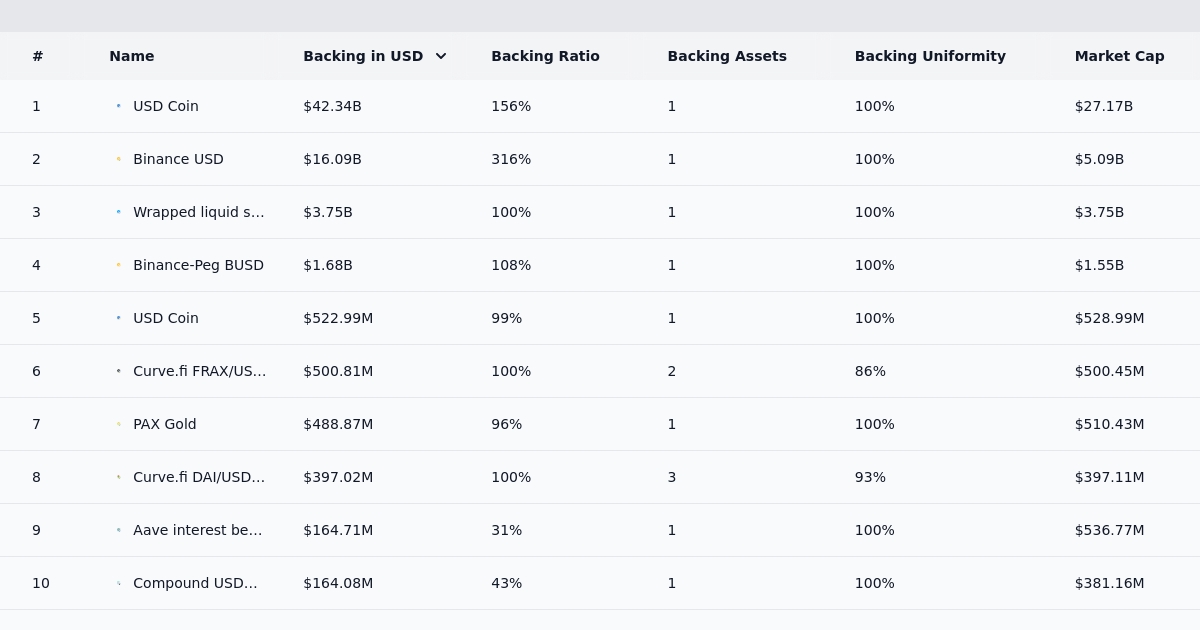 # Name Backing in USD Backing Ratio Backing Assets Backing Uniformity Market Cap
1 USD Coin $42.34B 156% 1 100% $27.17B
2 Binance USD $16.09B 316% 1 100% $5.09B
3 Wrapped liquid s... $3.75B 100% 1 100% $3.75B
4 Binance-Peg BUSD $1.68B 108% 1 100% $1.55B
5 USD Coin $522.99M 99% 1 100% $528.99M
6 Curve.fi FRAX/US... $500.81M 100% 2 86% $500.45M
7 PAX Gold $488.87M 96% 1 100% $510.43M
8 Curve.fi DAI/USD... $397.02M 100% 3 93% $397.11M
9 Aave interest be... $164.71M 31% 1 100% $536.77M
10 Compound USD... $164.08M 43% 1 100% $381.16M